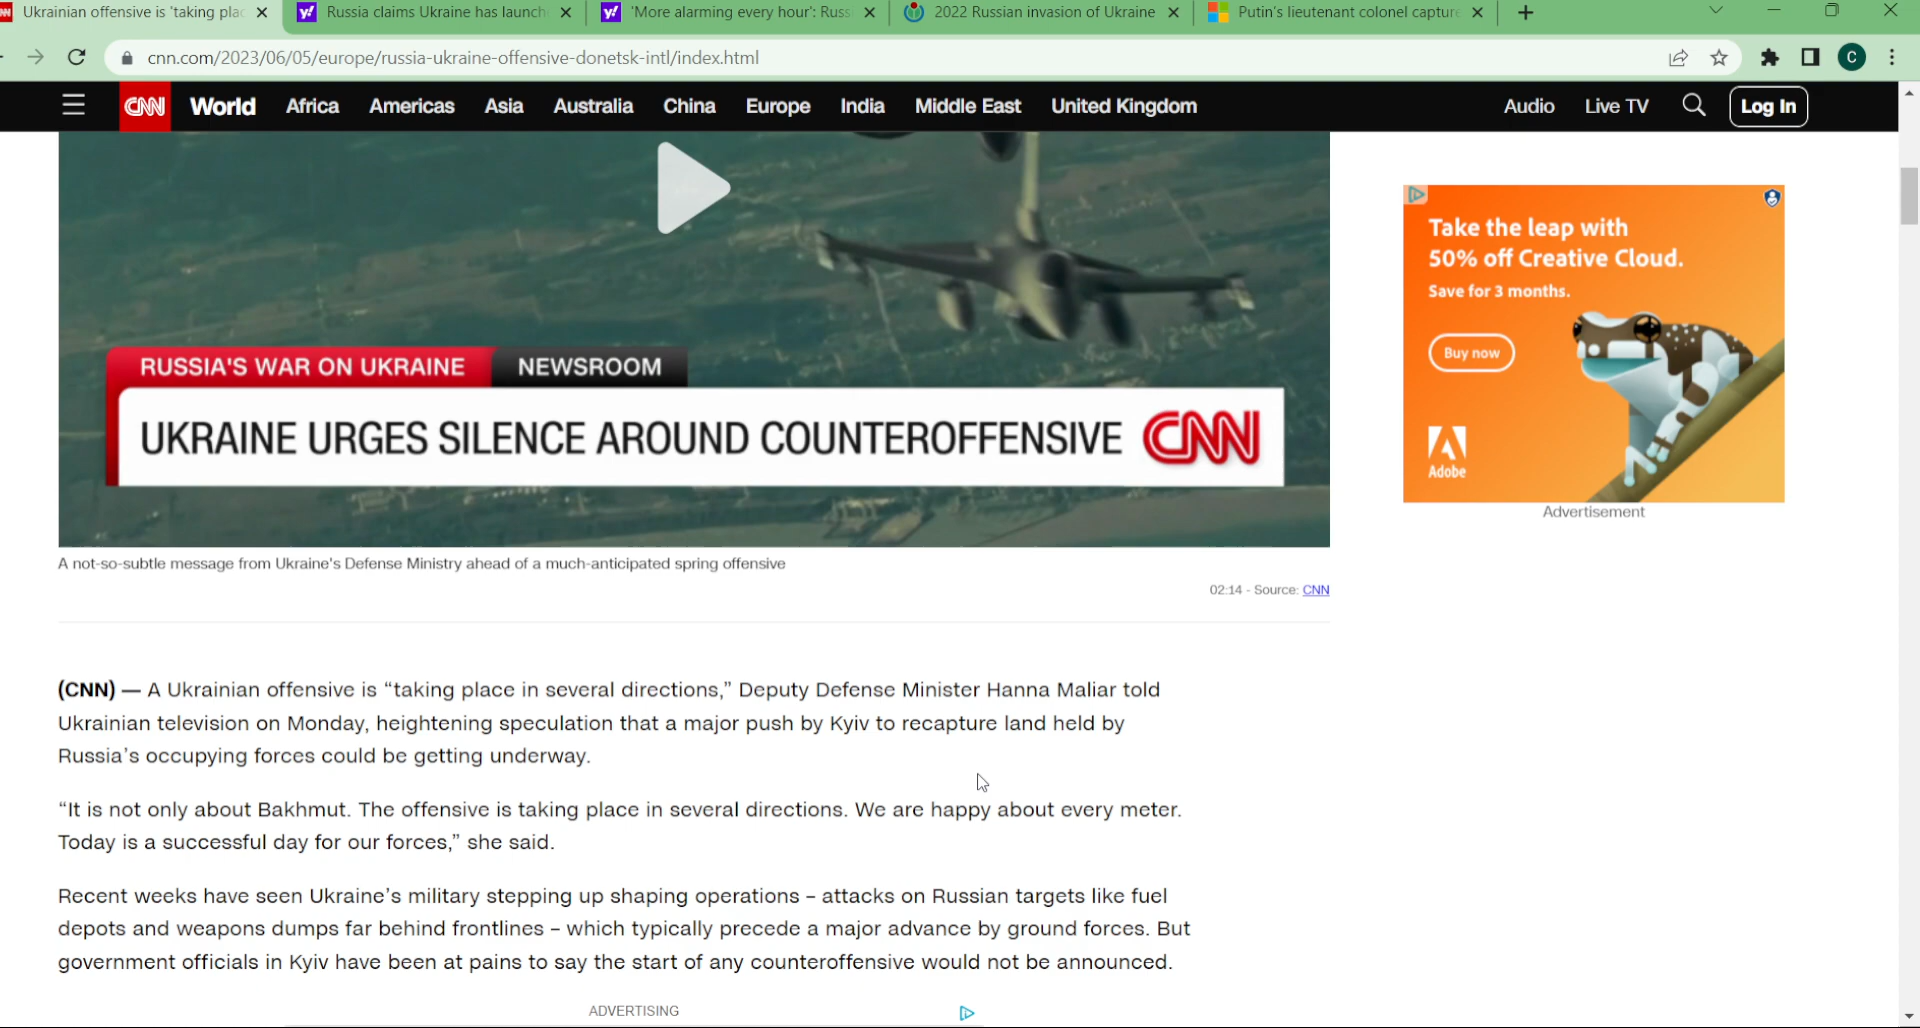 Ukrainian offensive is 'taking plac
Russia claims Ukraine has launch
'More alarming every hour': Russ
2022 Russian invasion of Ukraine
Putin's lieutenant colonel capture
cnn.com/2023/06/05/europe/russia-ukraine-offensive-donetsk-intl/index.html
C
CNN World Africa Americas Asia Australia China Europe India Middle East United Kingdom Audio Live TV Log In
Take the leap with
50% off Creative Cloud.
Save for 3 months.
Buy now
Adobe
Advertisement
RUSSIA'S WAR ON UKRAINE NEWSROOM
UKRAINE URGES SILENCE AROUND COUNTEROFFENSIVE CNN
A not-so-subtle message from Ukraine's Defense Ministry ahead of a much-anticipated spring offensive
02:14 - Source: CNN
(CNN) — A Ukrainian offensive is “taking place in several directions,” Deputy Defense Minister Hanna Maliar told
Ukrainian television on Monday, heightening speculation that a major push by Kyiv to recapture land held by
Russia’s occupying forces could be getting underway.
“It is not only about Bakhmut. The offensive is taking place in several directions. We are happy about every meter.
Today is a successful day for our forces,” she said.
Recent weeks have seen Ukraine’s military stepping up shaping operations – attacks on Russian targets like fuel
depots and weapons dumps far behind frontlines – which typically precede a major advance by ground forces. But
government officials in Kyiv have been at pains to say the start of any counteroffensive would not be announced.
ADVERTISING